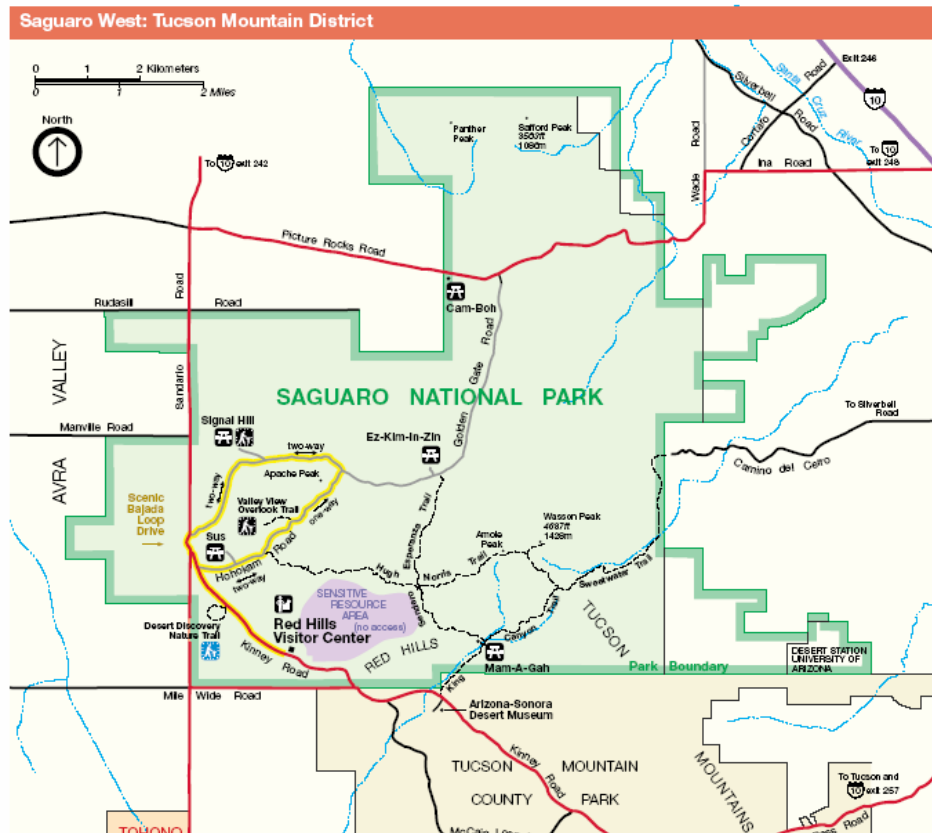 Saguaro West: Tucson Mountain District
0 1 2 Kilometers
0 1 2 Miles
North
To 10 exit 242
Panther
Peak
Safford Peak
3563ft
1086m
Wade Road
Silverbell Road
Cortaro Road
Santa Cruz River
Exit 246
10
To 10
exit 248
Ina Road
Picture Rocks Road
Cam-Boh
Rudasill Road
Sandario Road
AVRA VALLEY
Golden Gate Road
SAGUARO NATIONAL PARK
Manville Road
Signal Hill
two-way
Ez-Kim-In-Zin
To Silverbell
Road
Camino del Cerro
Apache Peak
two-way
Valley View
Overlook Trail
one-way
Scenic
Bajada
Loop
Drive
Sus
Hohokam Road
two-way
Esperanza Trail
Sendero
Wasson Peak
4687ft
1428m
Amole
Peak
Hugh Norris Trail
Sweetwater Trail
SENSITIVE
RESOURCE
AREA
(no access)
Desert Discovery
Nature Trail
Red Hills
Visitor Center
Kinney Road
RED HILLS
King Canyon Trail
Mam-A-Gah
TUCSON
Park Boundary
DESERT STATION
UNIVERSITY OF
ARIZONA
Mile Wide Road
Arizona-Sonora
Desert Museum
Kinney Road
TUCSON MOUNTAIN
COUNTY PARK
MOUNTAINS
To Tucson and
10 exit 257
Road
TOHONO